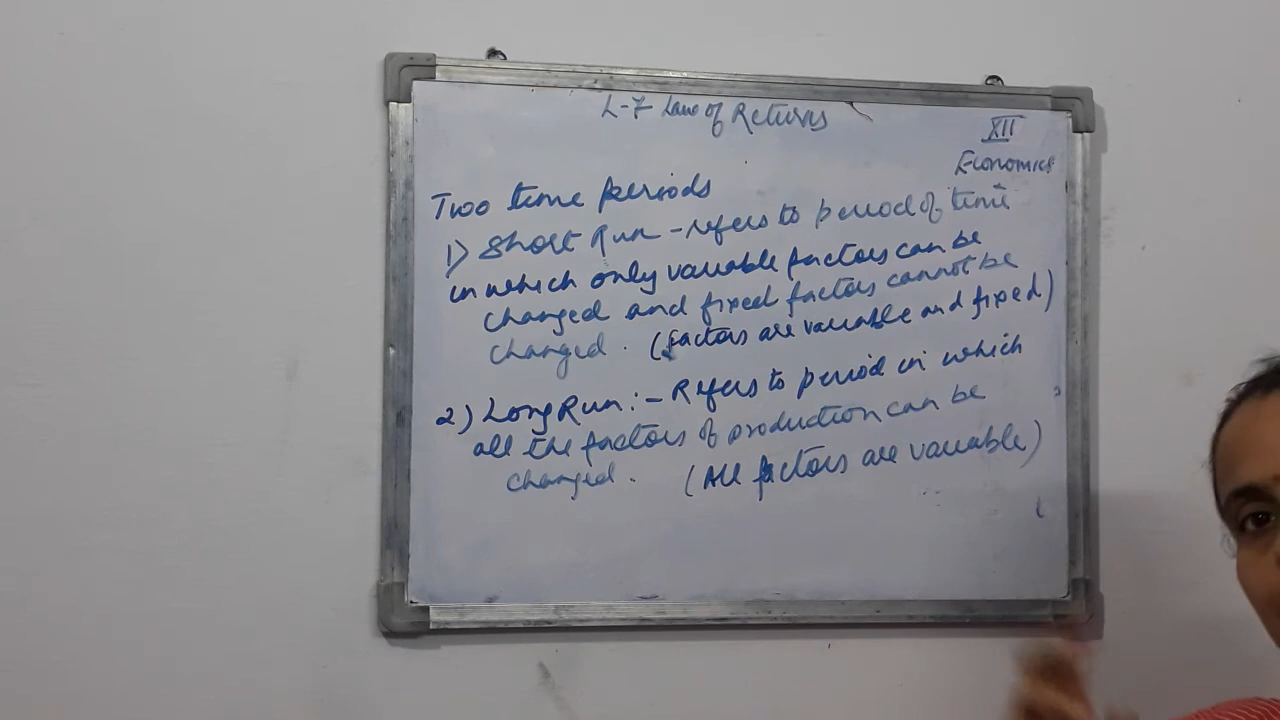 L-7 Law of Returns
XII
Economics
Two time periods
1) Short Run - refers to period of time
in which only variable factors can be
changed and fixed factors cannot be
changed. (factors are variable and fixed)
2) Long Run :- Refers to period in which
all the factors of production can be
changed. (All factors are variable)